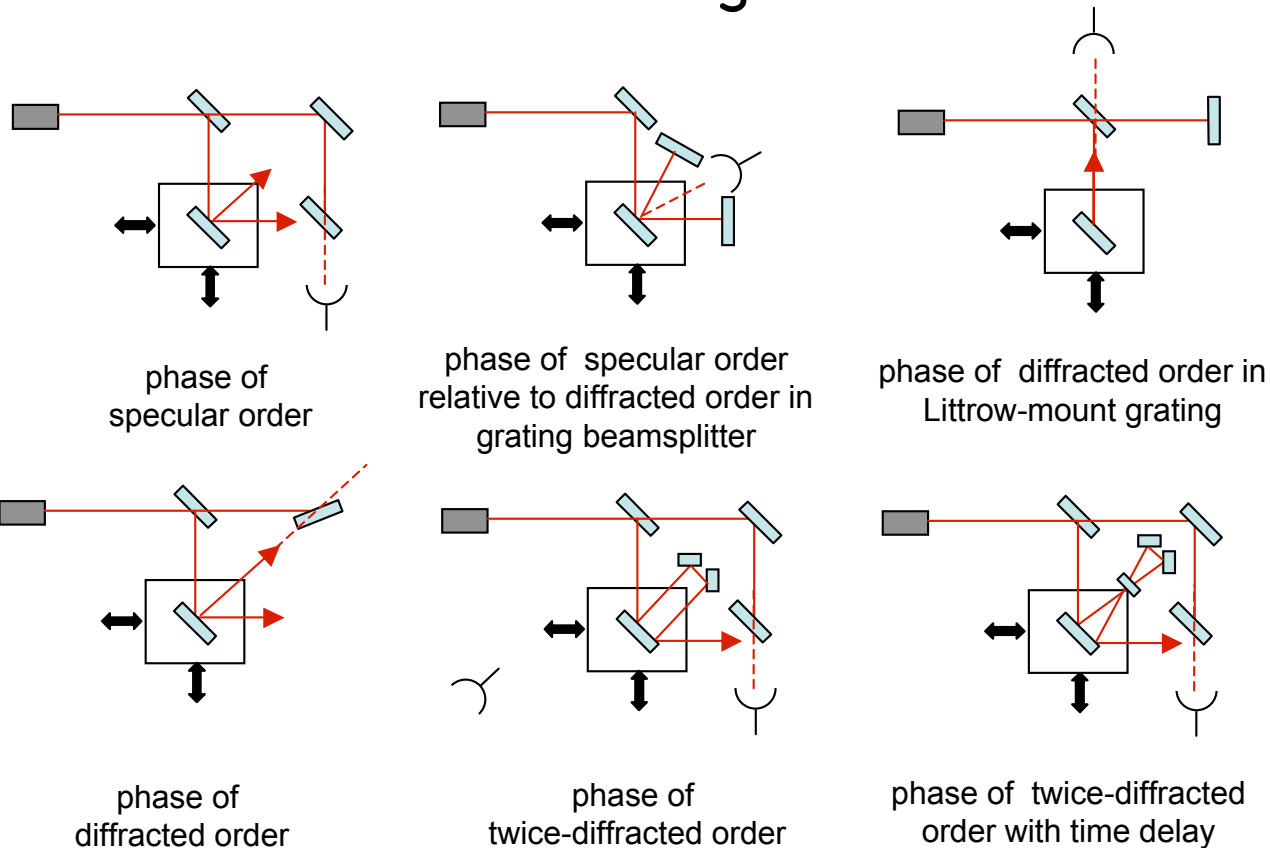 phase of
specular order
phase of  specular order
relative to diffracted order in
grating beamsplitter
phase of  diffracted order in
Littrow-mount grating
phase of
diffracted order
phase of
twice-diffracted order
phase of  twice-diffracted
order with time delay